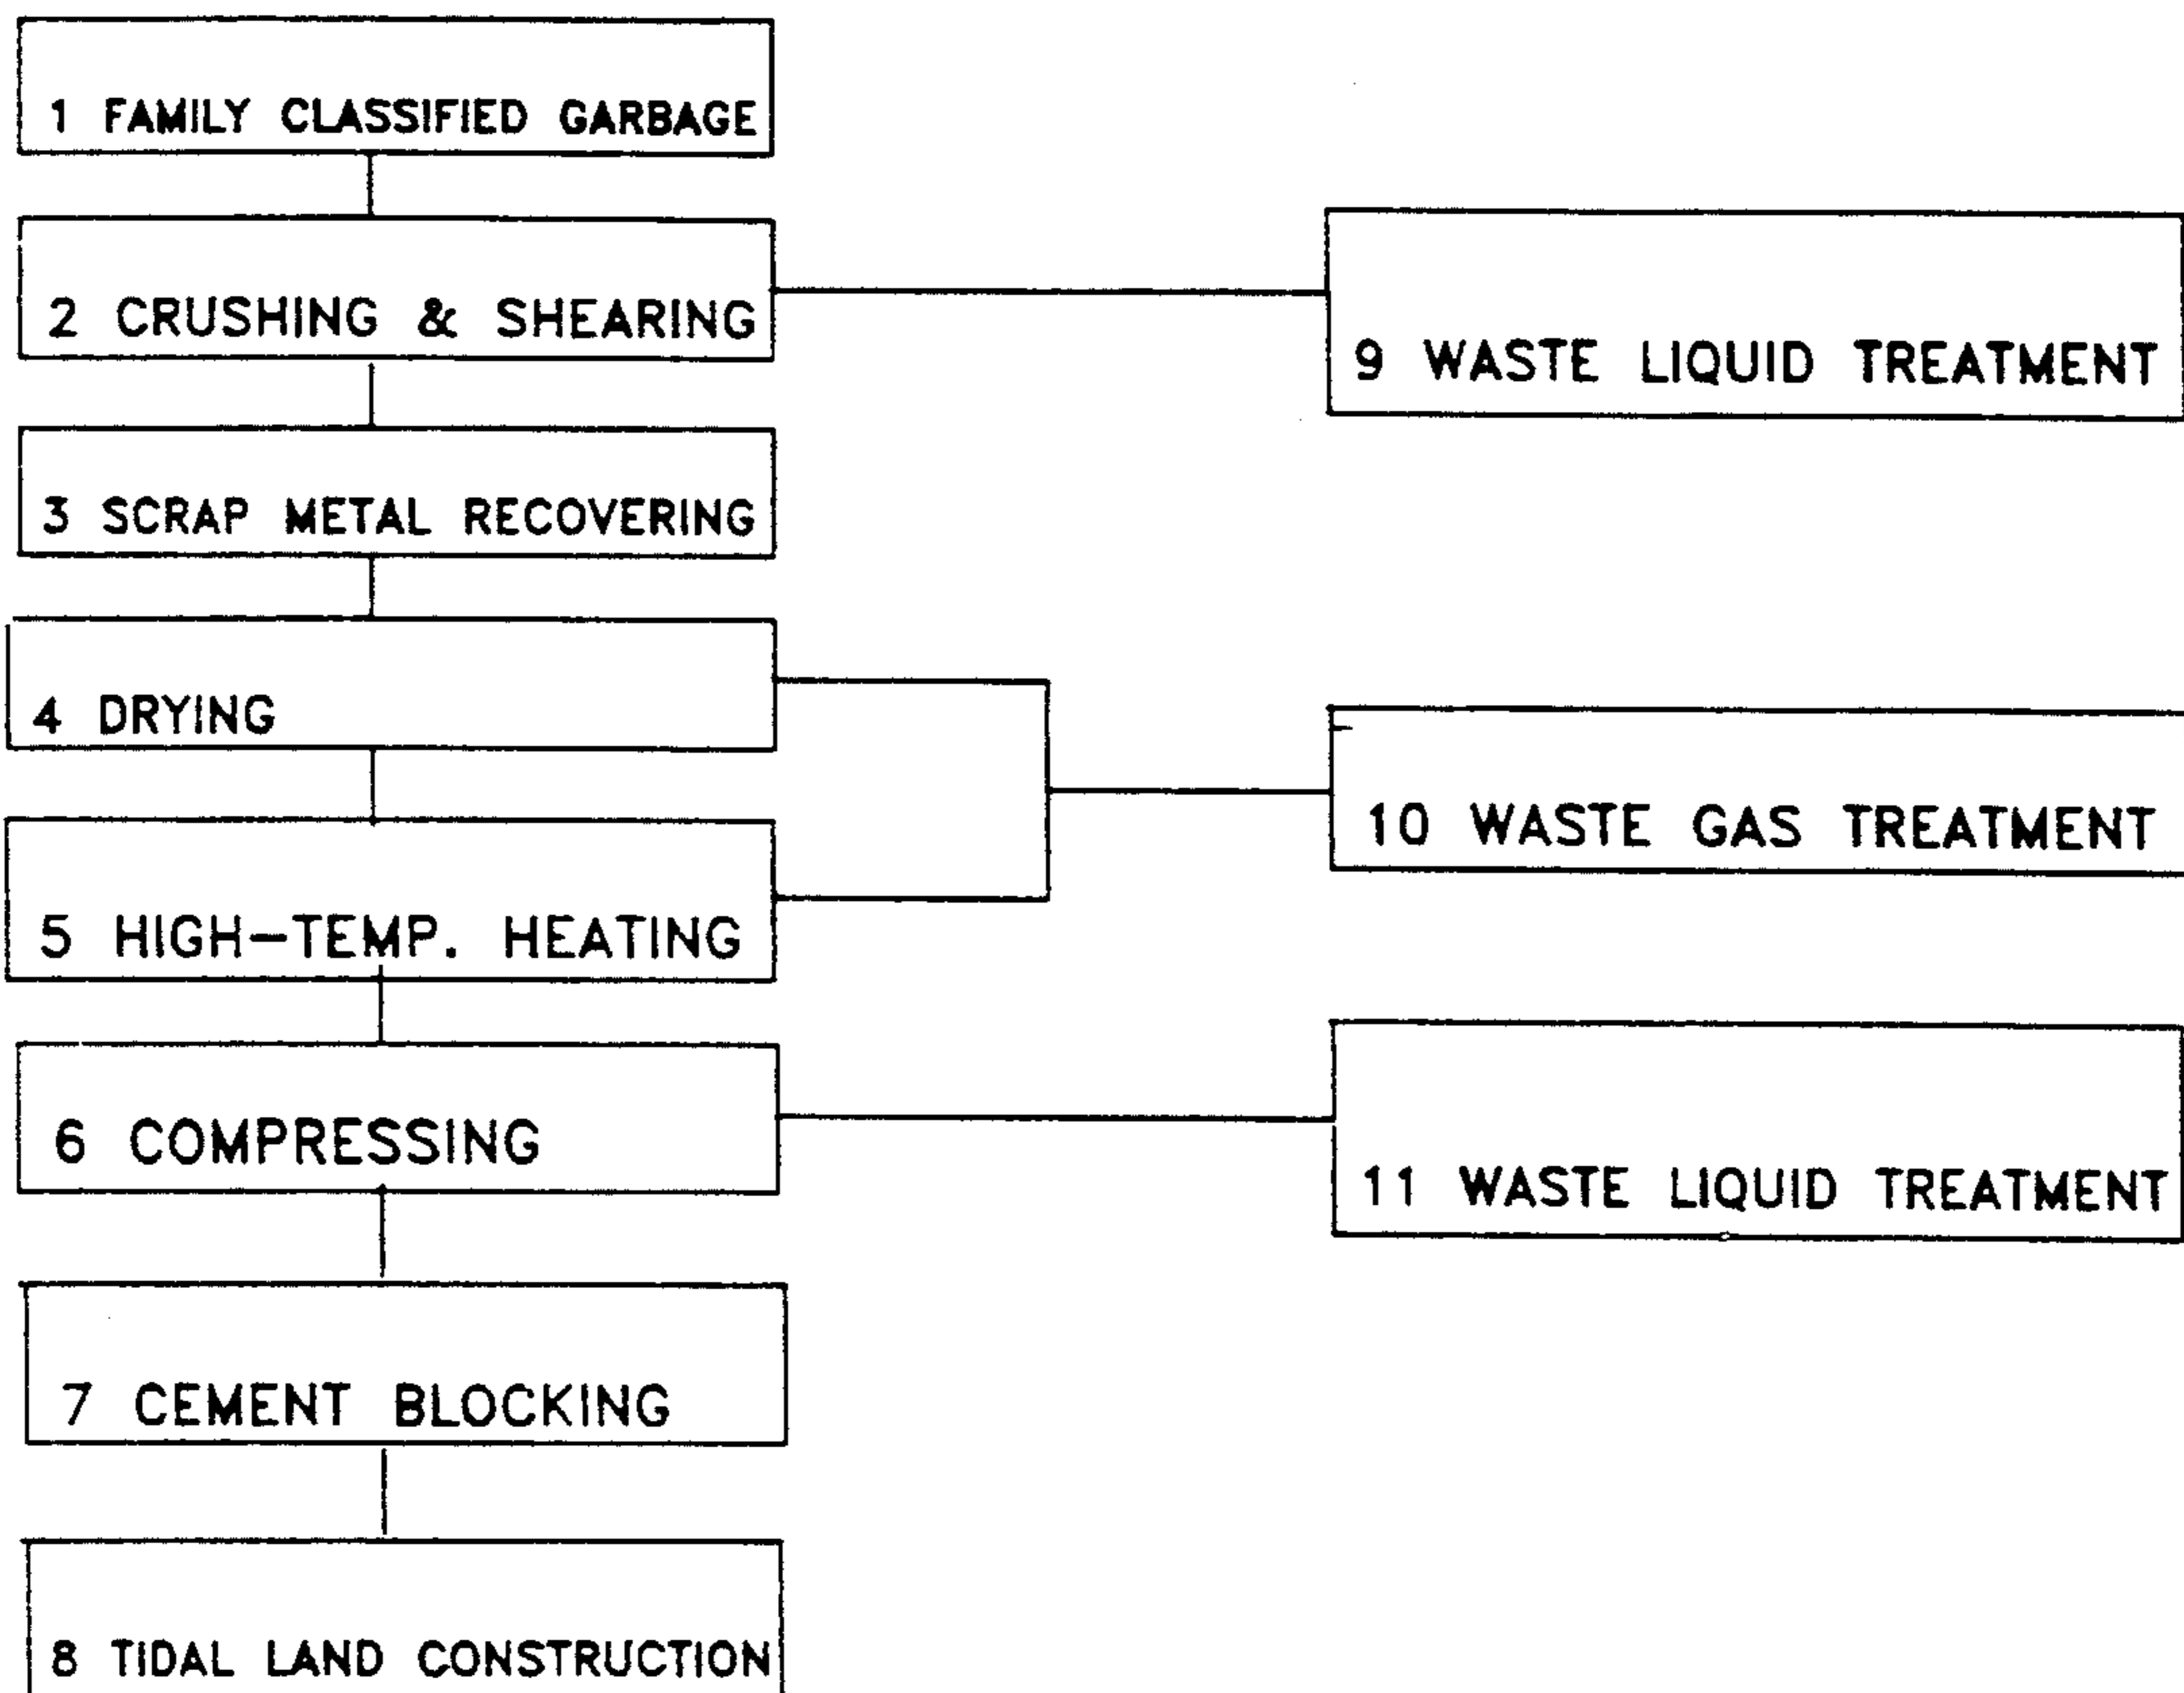 1 FAMILY CLASSIFIED GARBAGE
2 CRUSHING & SHEARING
3 SCRAP METAL RECOVERING
4 DRYING
5 HIGH-TEMP. HEATING
6 COMPRESSING
7 CEMENT BLOCKING
8 TIDAL LAND CONSTRUCTION
9 WASTE LIQUID TREATMENT
10 WASTE GAS TREATMENT
11 WASTE LIQUID TREATMENT